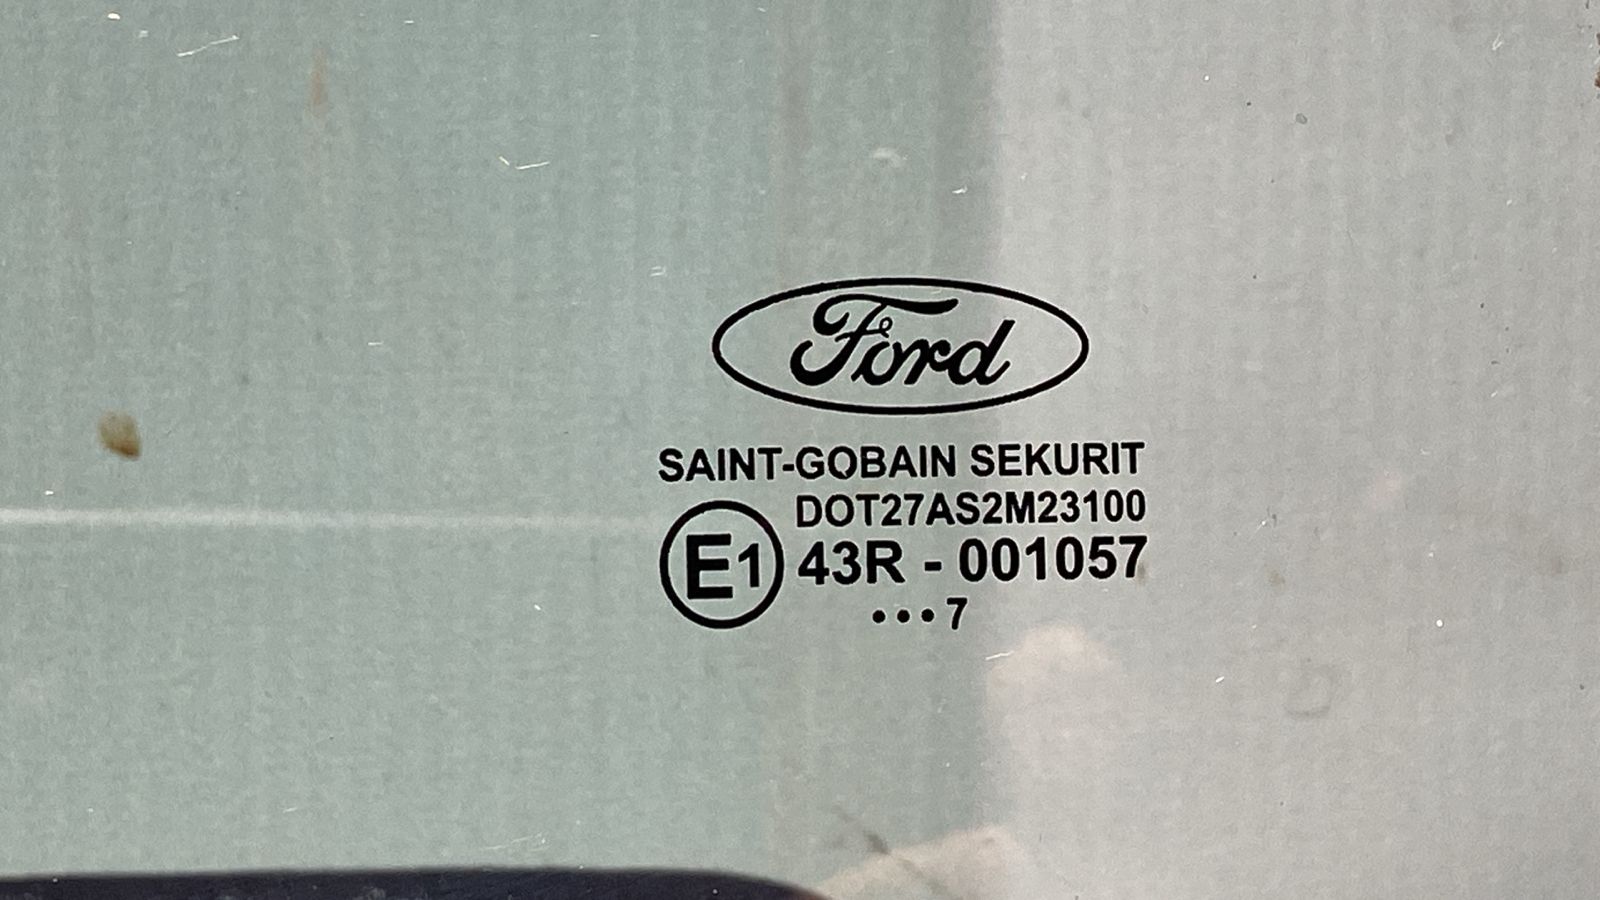 Ford
SAINT-GOBAIN SEKURIT
DOT27AS2M23100
E1 43R - 001057
•••7